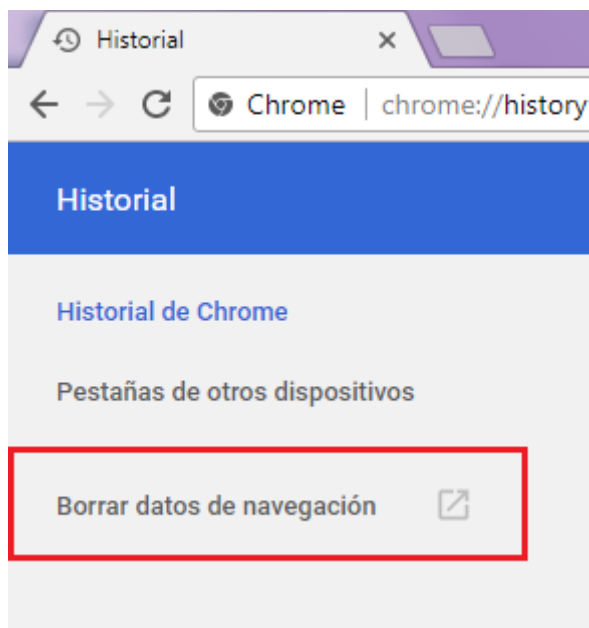 Historial
Chrome | chrome://history
Historial
Historial de Chrome
Pestañas de otros dispositivos
Borrar datos de navegación